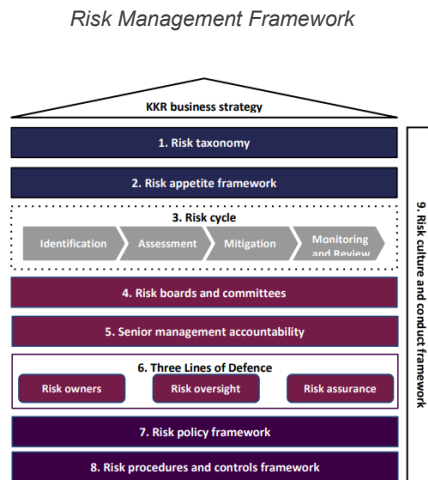 Risk Management Framework
KKR business strategy
1. Risk taxonomy
2. Risk appetite framework
3. Risk cycle
Identification
Assessment
Mitigation
Monitoring
and Review
4. Risk boards and committees
5. Senior management accountability
6. Three Lines of Defence
Risk owners
Risk oversight
Risk assurance
7. Risk policy framework
8. Risk procedures and controls framework
9. Risk culture and conduct framework